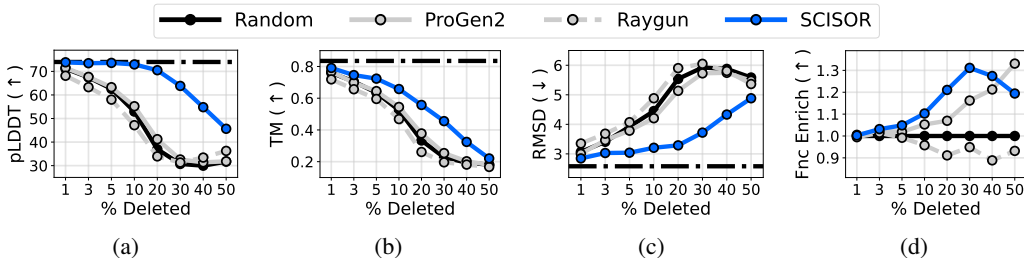 Random ProGen2 Raygun SCISOR
pLDDT (↑)
70
60
50
40
30
1 3 5 10 20 30 40 50
% Deleted
(a)
TM (↑)
0.8
0.6
0.4
0.2
1 3 5 10 20 30 40 50
% Deleted
(b)
RMSD (↓)
6
5
4
3
1 3 5 10 20 30 40 50
% Deleted
(c)
Fnc Enrich (↑)
1.3
1.2
1.1
1.0
0.9
1 3 5 10 20 30 40 50
% Deleted
(d)